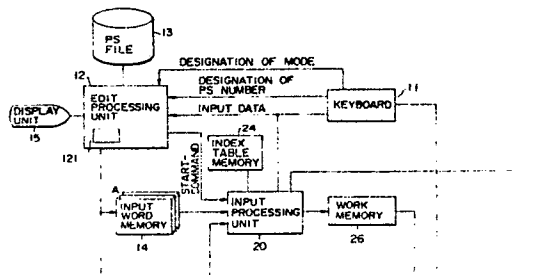 PS
FILE
13
12
DESIGNATION OF MODE
DESIGNATION OF
PS NUMBER
11
EDIT
PROCESSING
UNIT
INPUT DATA
KEYBOARD
DISPLAY
UNIT
15
121
24
INDEX
TABLE
MEMORY
START-
COMMAND
A
INPUT
WORD
MEMORY
14
INPUT
PROCESSING
UNIT
20
WORK
MEMORY
26